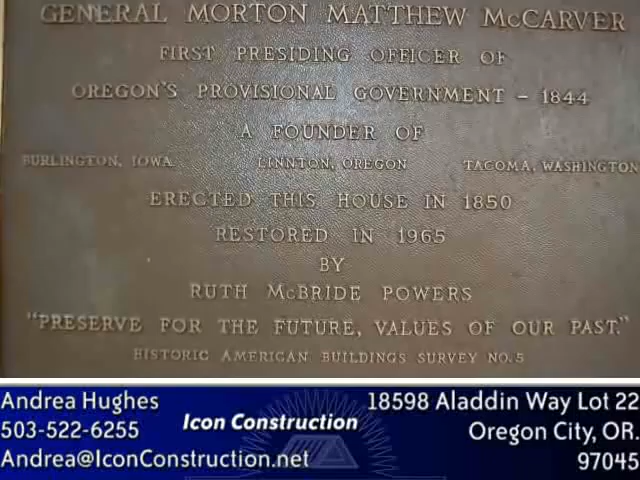 GENERAL MORTON MATTHEW McCARVER
FIRST PRESIDING OFFICER OF
OREGON'S PROVISIONAL GOVERNMENT - 1844
A FOUNDER OF
BURLINGTON, IOWA. LINNTON, OREGON TACOMA, WASHINGTON
ERECTED THIS HOUSE IN 1850
RESTORED IN 1965
BY
RUTH McBRIDE POWERS
"PRESERVE FOR THE FUTURE, VALUES OF OUR PAST."
HISTORIC AMERICAN BUILDINGS SURVEY NO. 5
Andrea Hughes
503-522-6255
Andrea@IconConstruction.net
Icon Construction
18598 Aladdin Way Lot 22
Oregon City, OR.
97045